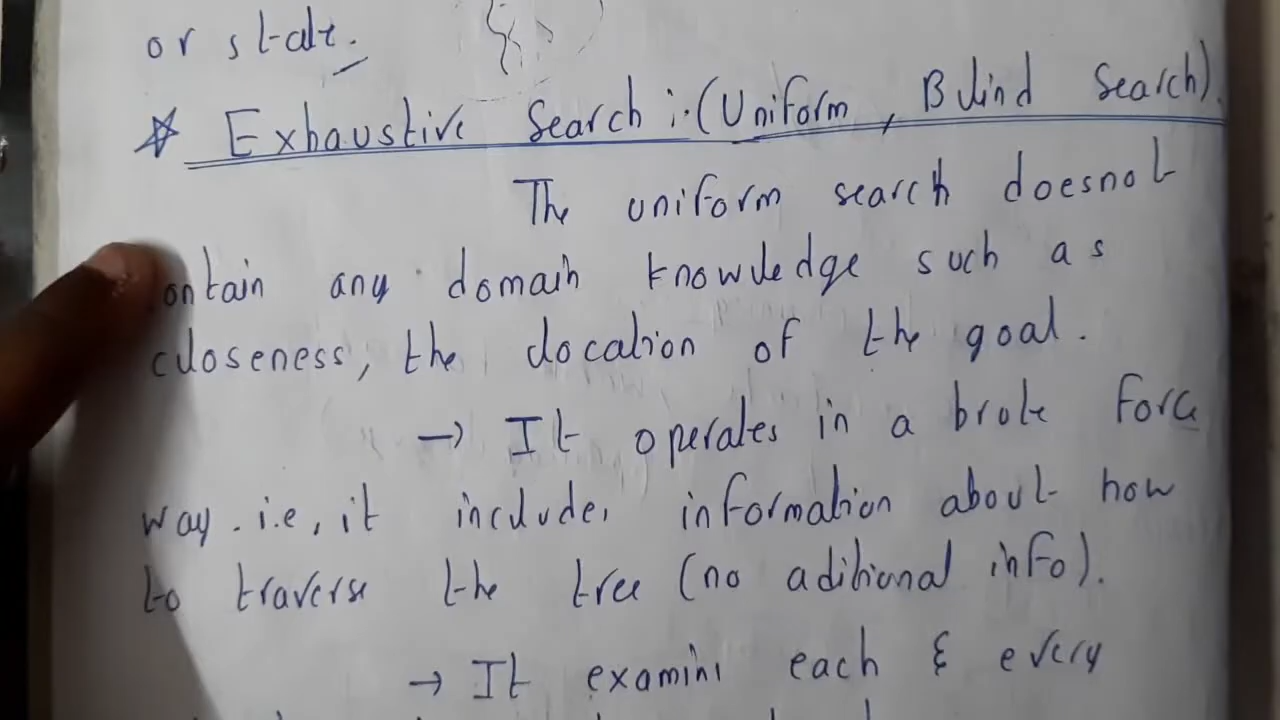 or state.
☆ Exhaustive Search :- (Uniform, Blind Search).
The uniform search doesnot
ontain any domain knowledge such as
closeness, the location of the goal.
→ It operates in a brute Force
way. i.e, it includes information about how
to traverse the tree (no aditional info).
→ It examins each & every